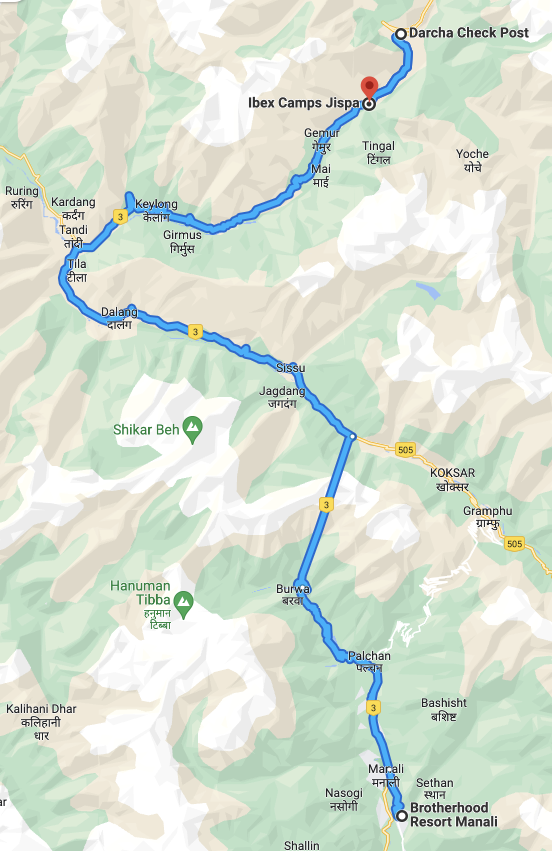 Darcha Check Post
Ibex Camps Jispa
Gemur
गेमुर
Tingal
टिंगल
Yoche
योचे
Mai
माई
Ruring
रुरिंग
Kardang
कर्दंग
Keylong
केलांग
3
Tandi
तांदी
Girmus
गिर्मुस
Tila
टीला
Dalang
दालंग
3
Sissu
Jagdang
जगदंग
Shikar Beh
505
KOKSAR
खोक्सर
3
Gramphu
ग्राम्फु
505
Burwa
बरवा
Hanuman
Tibba
हनुमान
टिब्बा
Palchan
पल्चान
Kalihani Dhar
कलिहानी
धार
Bashisht
बशिष्ट
3
Manali
मनाली
Sethan
स्थान
Nasogi
नसोगी
Brotherhood
Resort Manali
Shallin